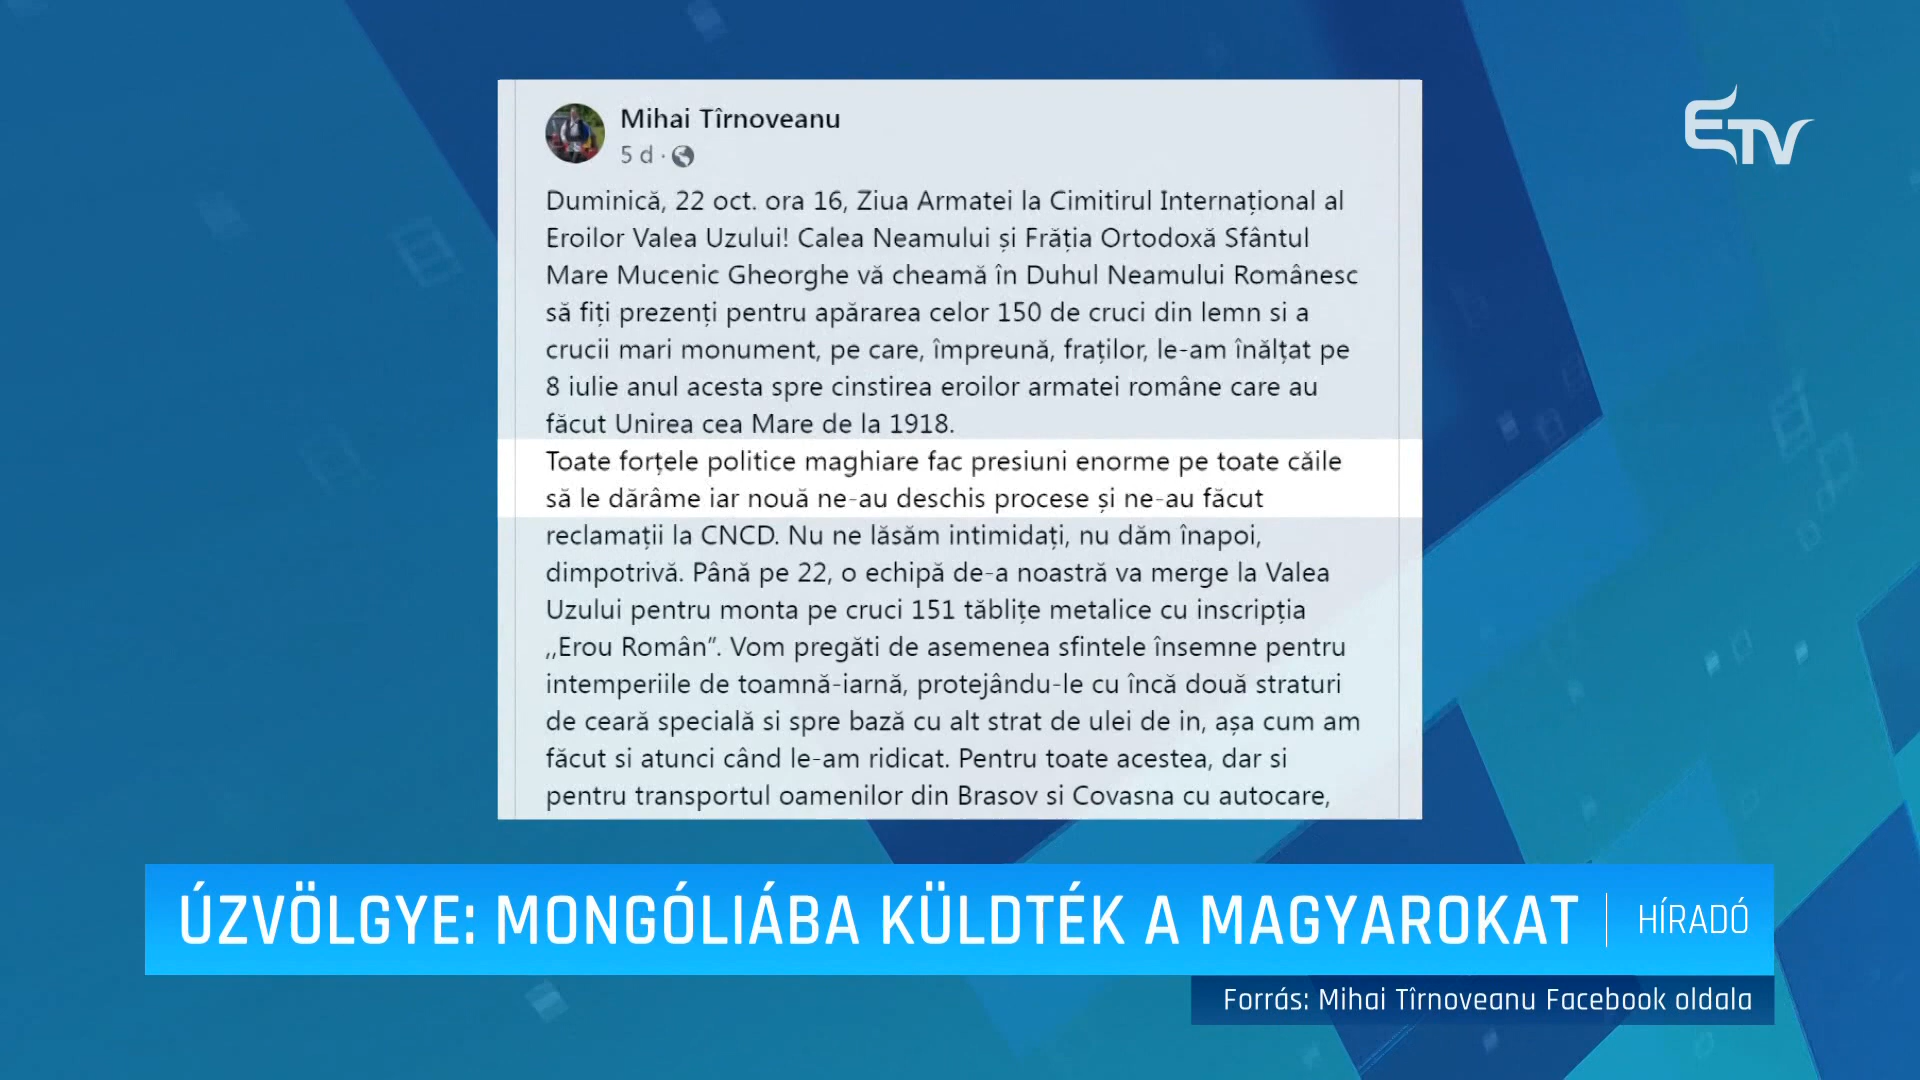 ETV
Mihai Tîrnoveanu
5 d ·
Duminică, 22 oct. ora 16, Ziua Armatei la Cimitirul Internațional al
Eroilor Valea Uzului! Calea Neamului și Frăția Ortodoxă Sfântul
Mare Mucenic Gheorghe vă cheamă în Duhul Neamului Românesc
să fiți prezenți pentru apărarea celor 150 de cruci din lemn si a
crucii mari monument, pe care, împreună, fraților, le-am înălțat pe
8 iulie anul acesta spre cinstirea eroilor armatei române care au
făcut Unirea cea Mare de la 1918.
Toate forțele politice maghiare fac presiuni enorme pe toate căile
să le dărâme iar nouă ne-au deschis procese și ne-au făcut
reclamații la CNCD. Nu ne lăsăm intimidați, nu dăm înapoi,
dimpotrivă. Până pe 22, o echipă de-a noastră va merge la Valea
Uzului pentru monta pe cruci 151 tăblițe metalice cu inscripția
,,Erou Român”. Vom pregăti de asemenea sfintele însemne pentru
intemperiile de toamnă-iarnă, protejându-le cu încă două straturi
de ceară specială si spre bază cu alt strat de ulei de in, așa cum am
făcut si atunci când le-am ridicat. Pentru toate acestea, dar si
pentru transportul oamenilor din Brasov si Covasna cu autocare,
ÚZVÖLGYE: MONGÓLIÁBA KÜLDTÉK A MAGYAROKAT | HÍRADÓ
Forrás: Mihai Tîrnoveanu Facebook oldala